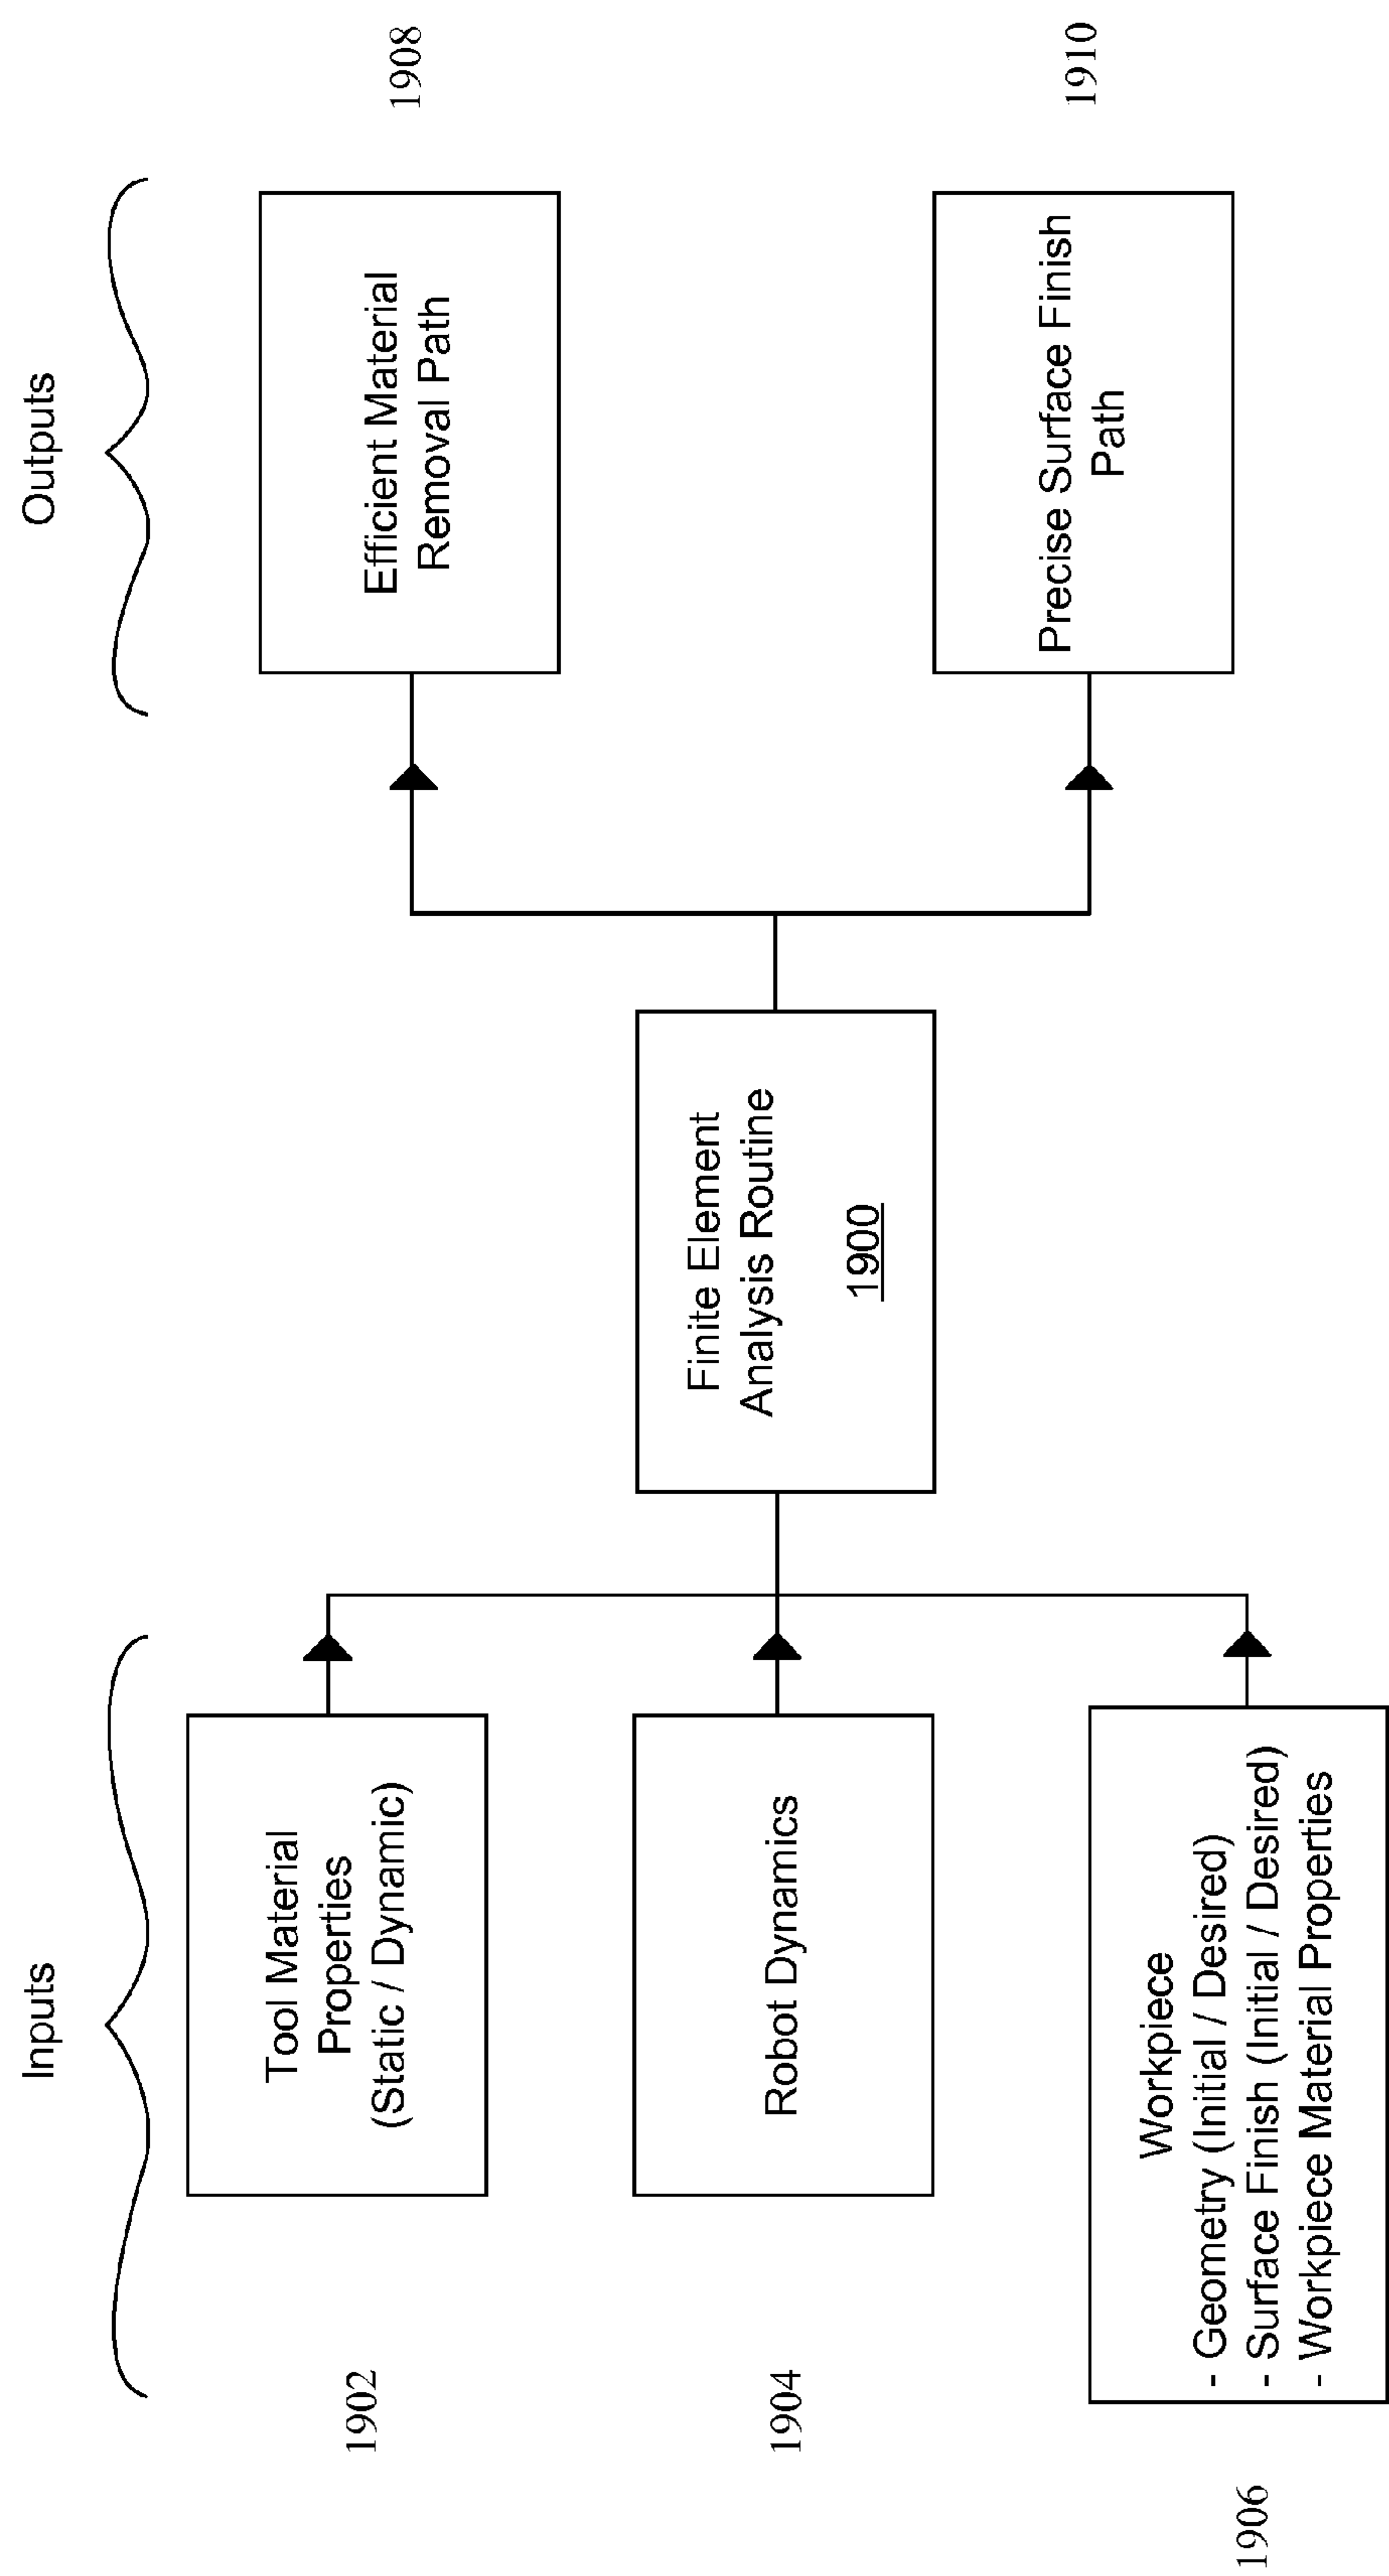 Inputs
Outputs
1902
Tool Material
Properties
(Static / Dynamic)
1904
Robot Dynamics
1906
Workpiece
- Geometry (Initial / Desired)
- Surface Finish (Initial / Desired)
- Workpiece Material Properties
Finite Element
Analysis Routine
1900
Efficient Material
Removal Path
1908
Precise Surface Finish
Path
1910